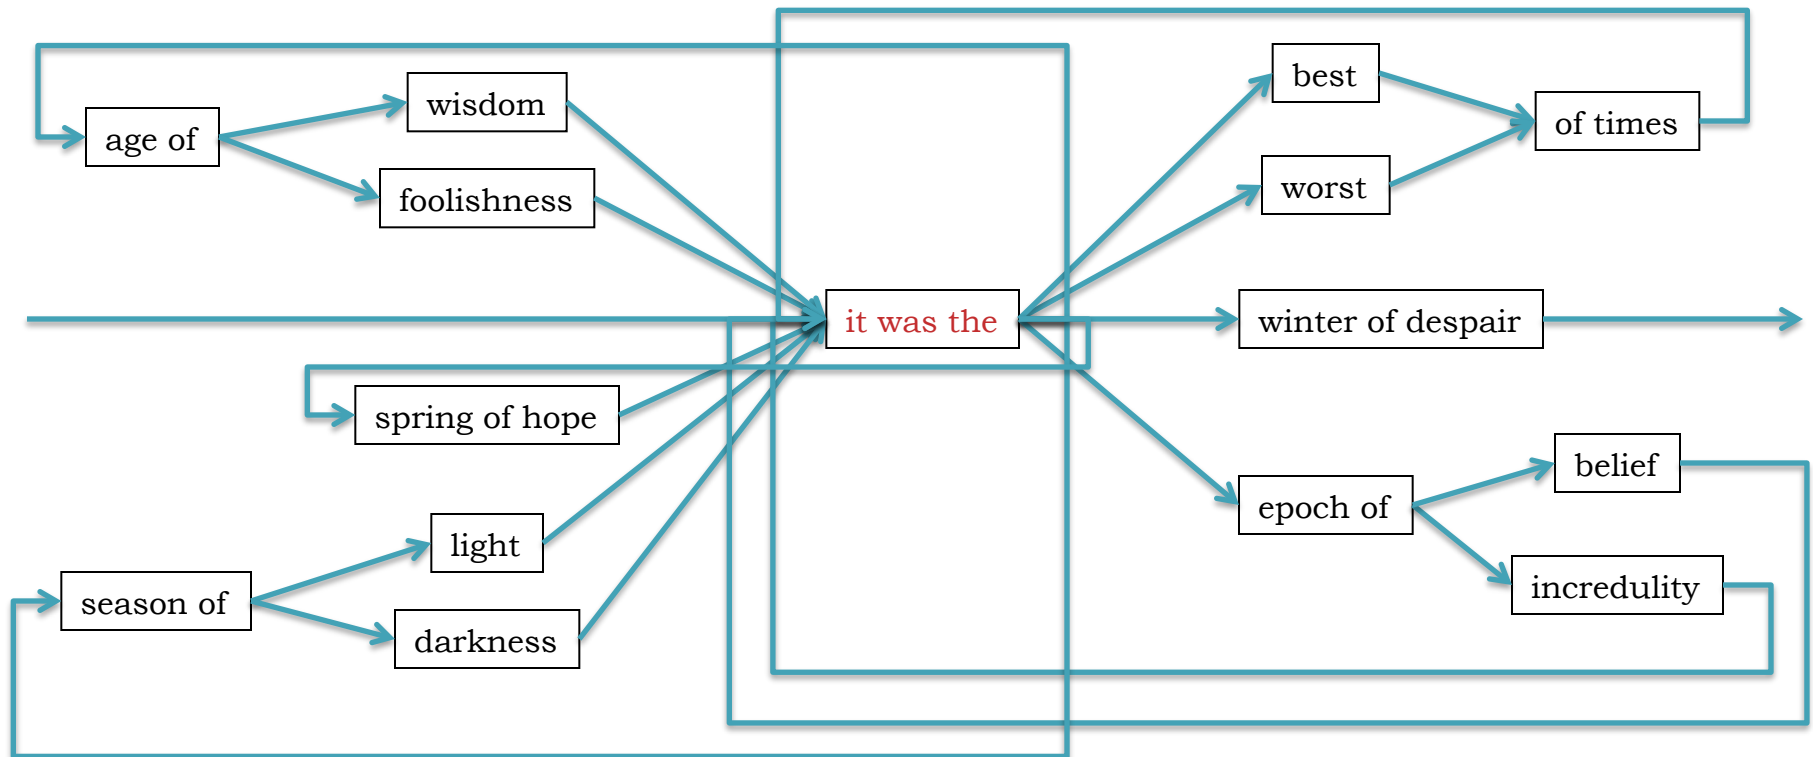 best
wisdom
of times
age of
worst
foolishness
it was the
winter of despair
spring of hope
belief
epoch of
light
incredulity
season of
darkness